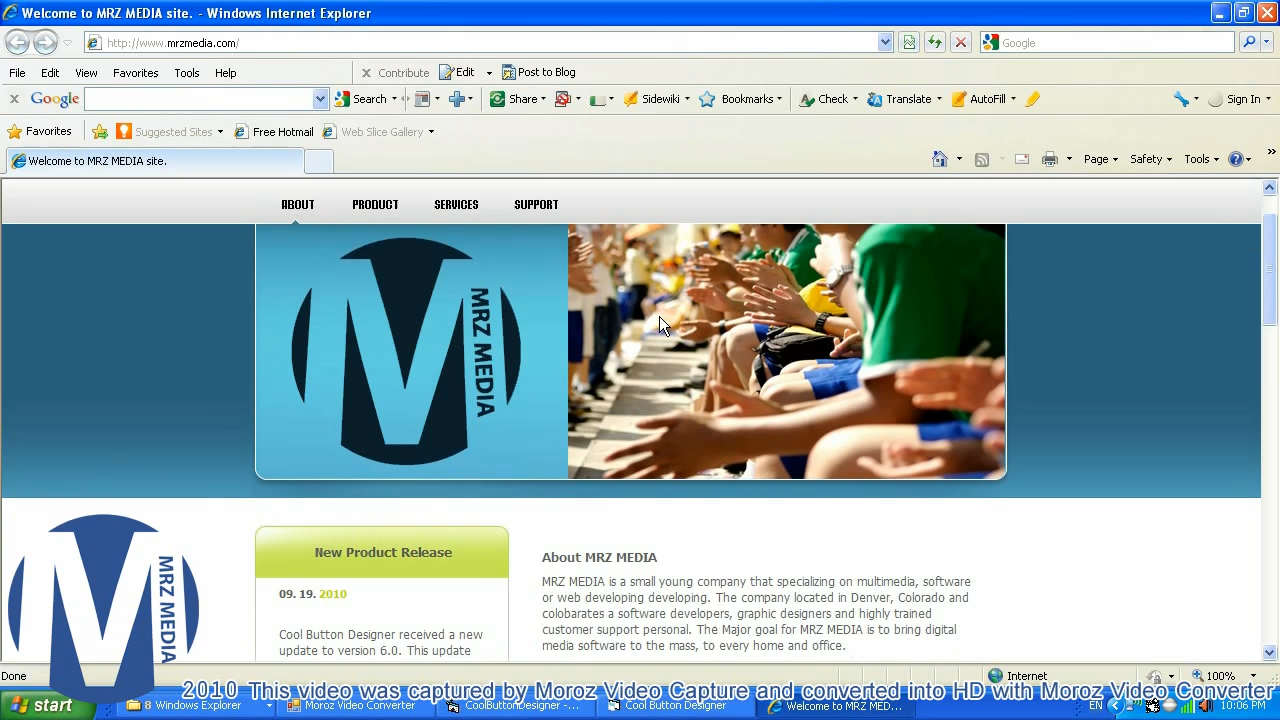 Welcome to MRZ MEDIA site. - Windows Internet Explorer
http://www.mrzmedia.com/
Google
File Edit View Favorites Tools Help
Contribute Edit Post to Blog
Google Search Share Sidewiki Bookmarks Check Translate AutoFill Sign In
Favorites Suggested Sites Free Hotmail Web Slice Gallery
Welcome to MRZ MEDIA site.
Page Safety Tools
ABOUT PRODUCT SERVICES SUPPORT
MRZ MEDIA
New Product Release
09. 19. 2010
Cool Button Designer received a new
update to version 6.0. This update
About MRZ MEDIA
MRZ MEDIA is a small young company that specializing on multimedia, software
or web developing developing. The company located in Denver, Colorado and
colobarates a software developers, graphic designers and highly trained
customer support personal. The Major goal for MRZ MEDIA is to bring digital
media software to the mass, to every home and office.
MRZ MEDIA
Done Internet 100%
2010 This video was captured by Moroz Video Capture and converted into HD with Moroz Video Converter
start 8 Windows Explorer Moroz Video Converter CoolButtonDesigner -... Cool Button Designer Welcome to MRZ MED... EN 10:06 PM